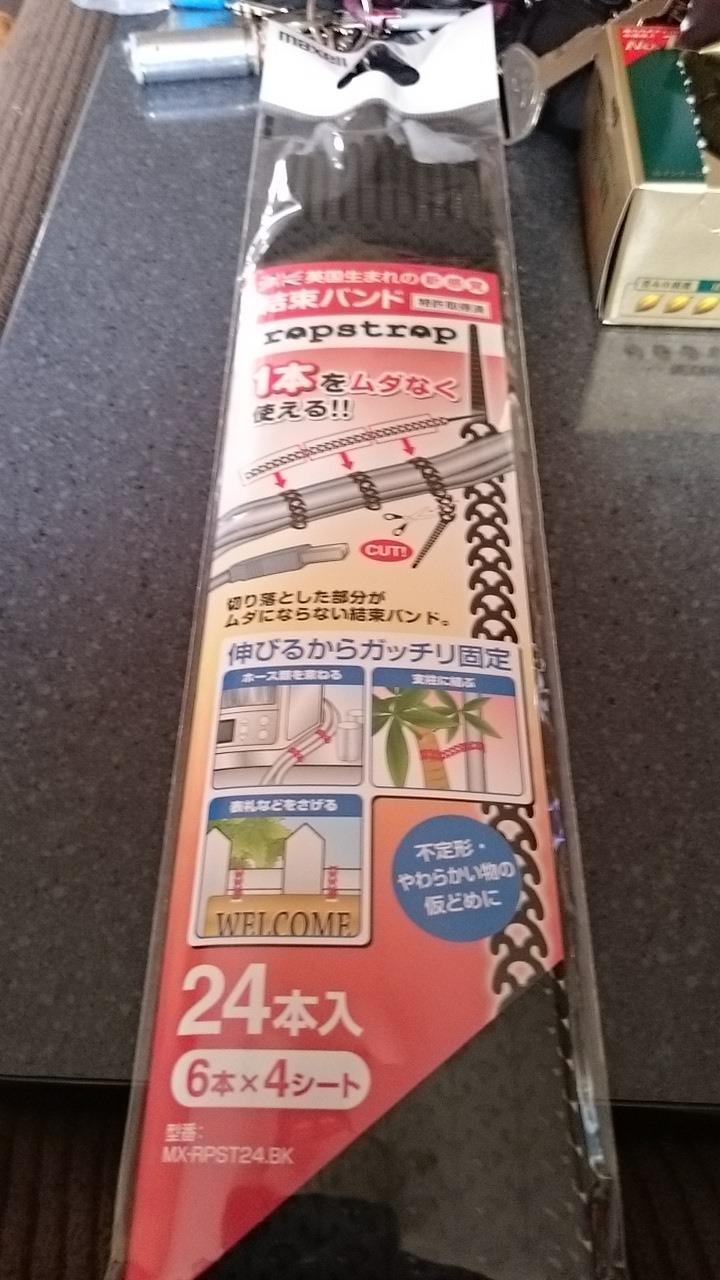 maxell
英国生まれの新感覚
結束バンド 特許取得済
rapstrap
1本をムダなく
使える!!
CUT!
切り落とした部分が
ムダにならない結束バンド。
伸びるからガッチリ固定
ホース類を束ねる
支柱に結ぶ
表札などをさげる
WELCOME
不定形・
やわらかい物の
仮どめに
24本入
6本×4シート
型番:
MX-RPST24.BK